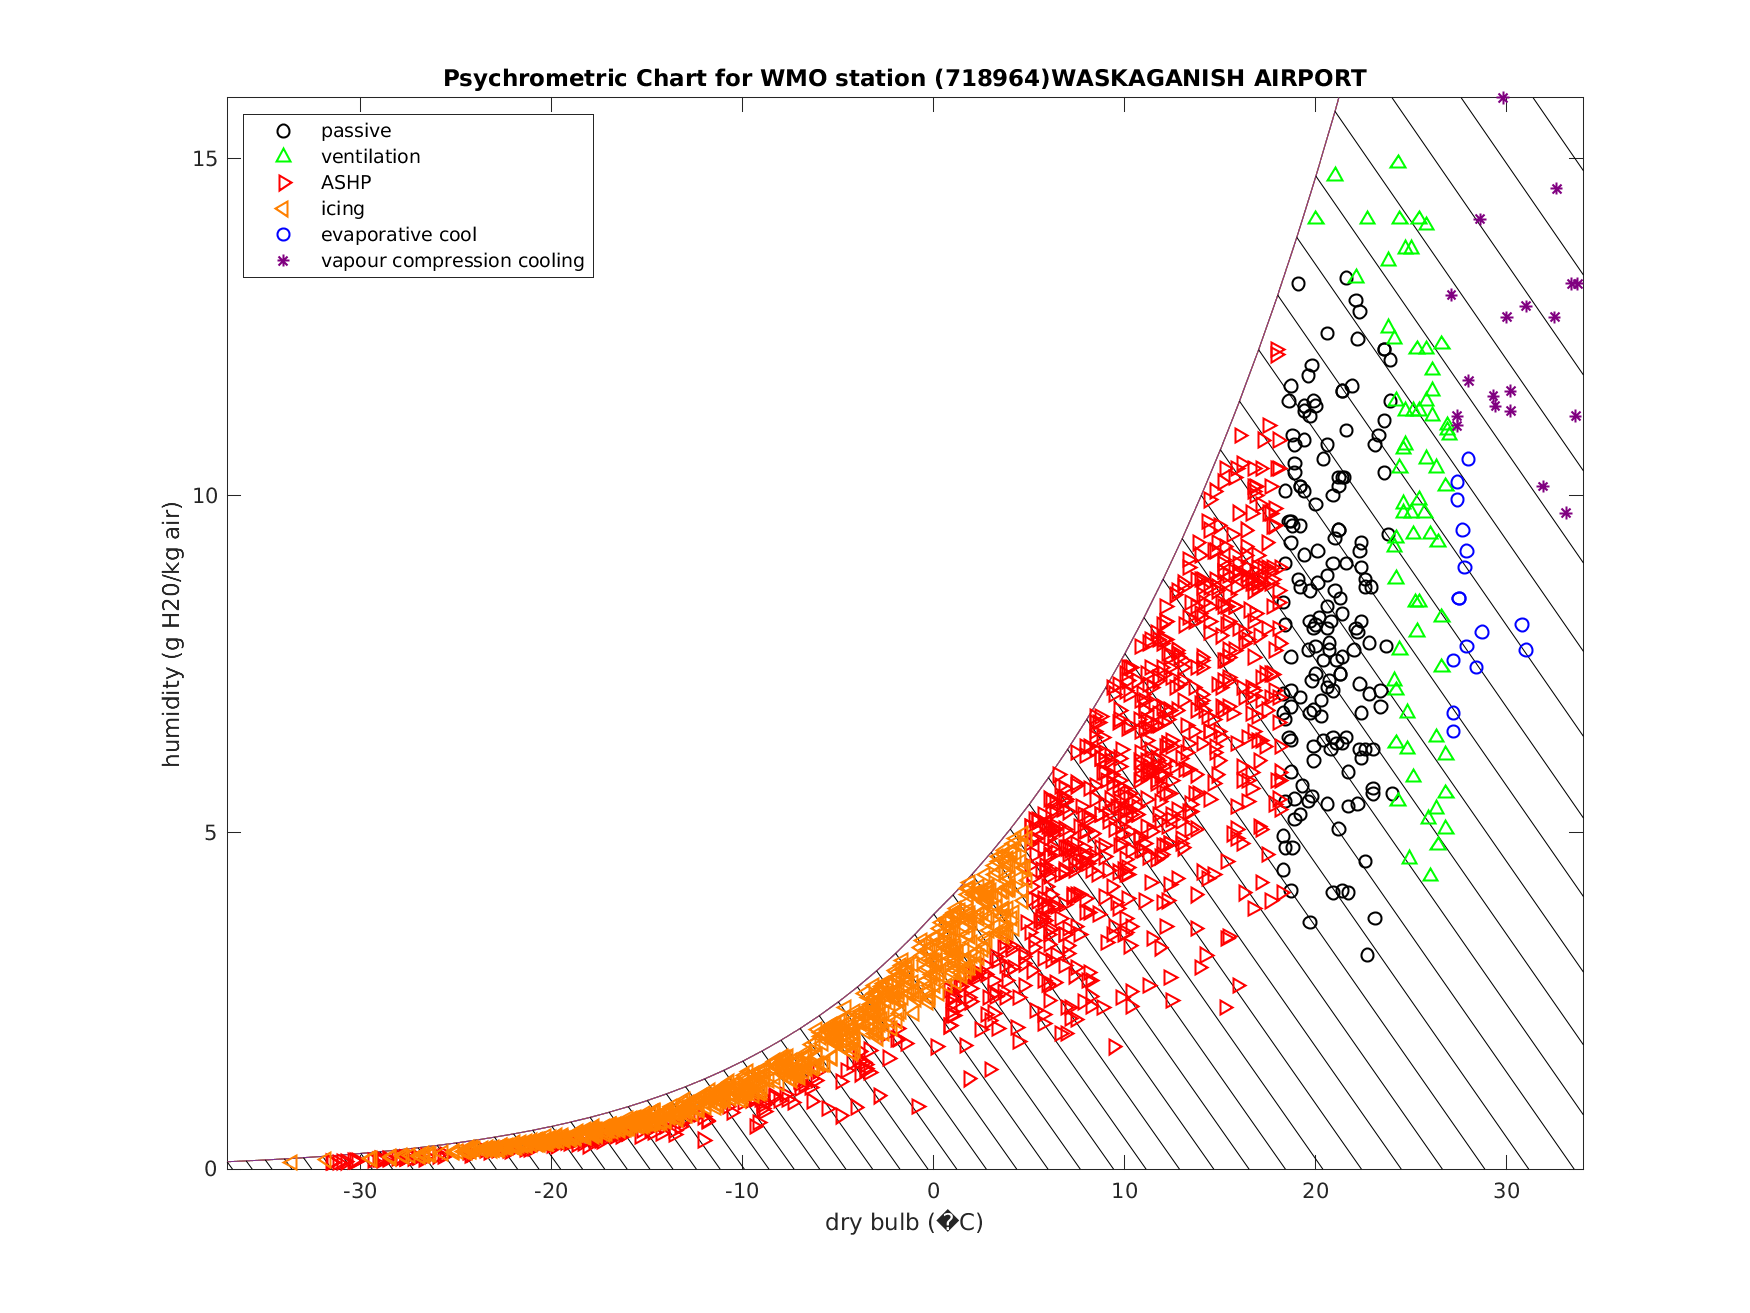 Psychrometric Chart for WMO station (718964)WASKAGANISH AIRPORT
passive
ventilation
ASHP
icing
evaporative cool
vapour compression cooling
humidity (g H20/kg air)
15
10
5
0
-30 -20 -10 0 10 20 30
dry bulb (�C)